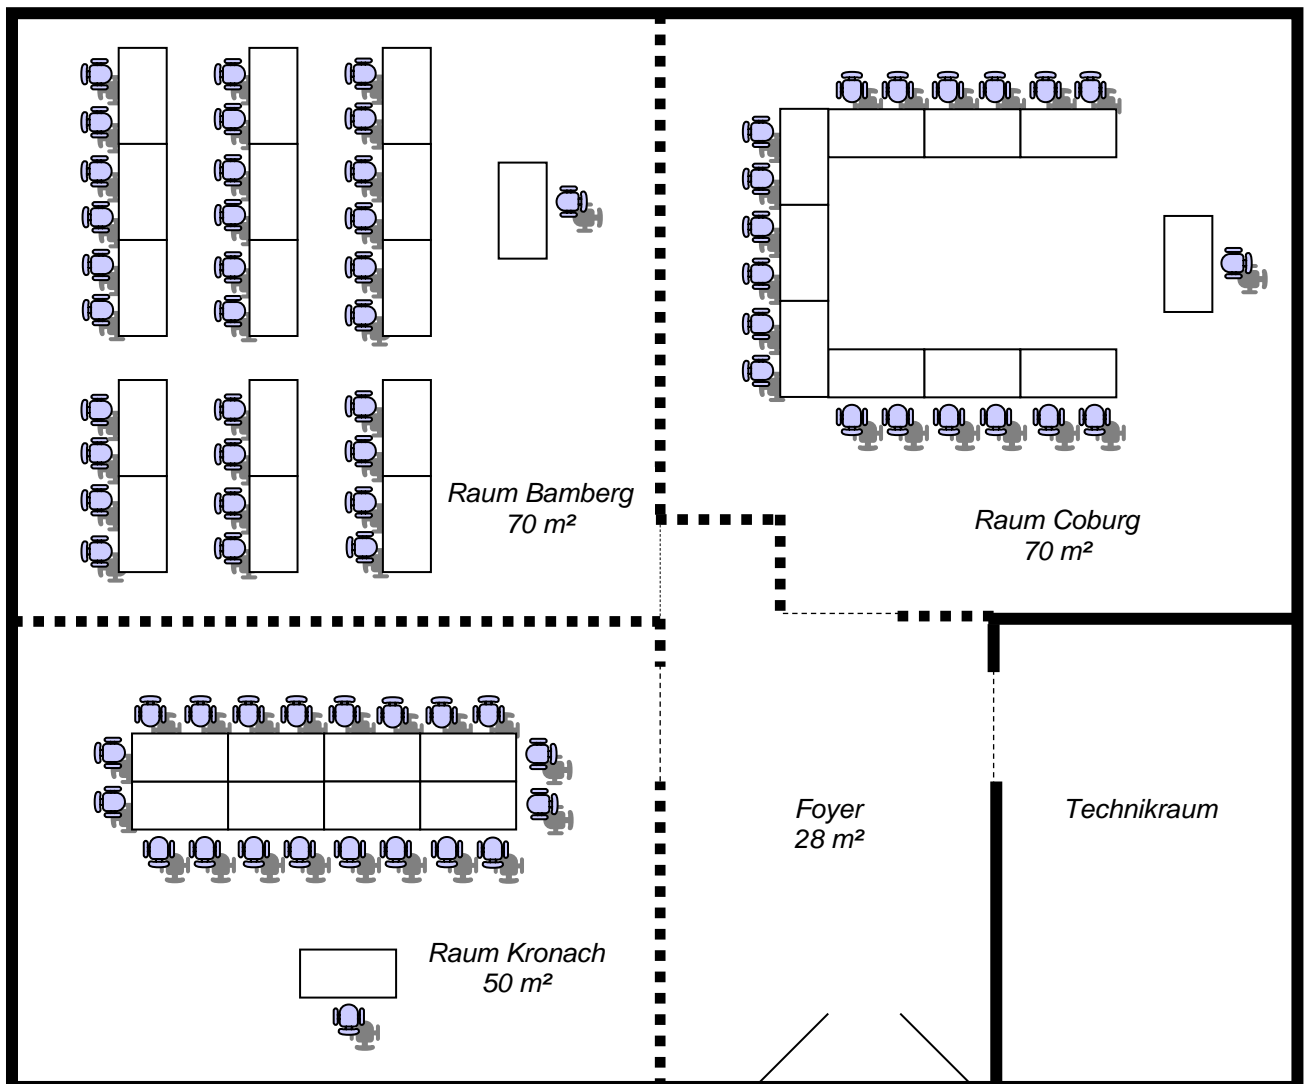 Raum Bamberg
70 m²
Raum Coburg
70 m²
Foyer
28 m²
Technikraum
Raum Kronach
50 m²